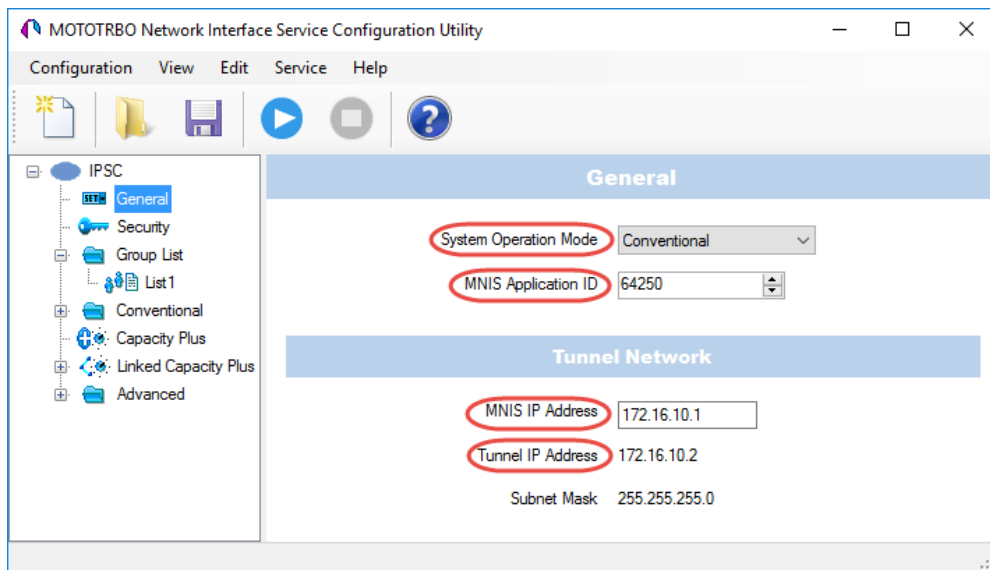 MOTOTRBO Network Interface Service Configuration Utility
Configuration View Edit Service Help
?
IPSC
SET
General
Security
Group List
List1
Conventional
Capacity Plus
Linked Capacity Plus
Advanced
General
System Operation Mode Conventional
MNIS Application ID 64250
Tunnel Network
MNIS IP Address 172.16.10.1
Tunnel IP Address 172.16.10.2
Subnet Mask 255.255.255.0